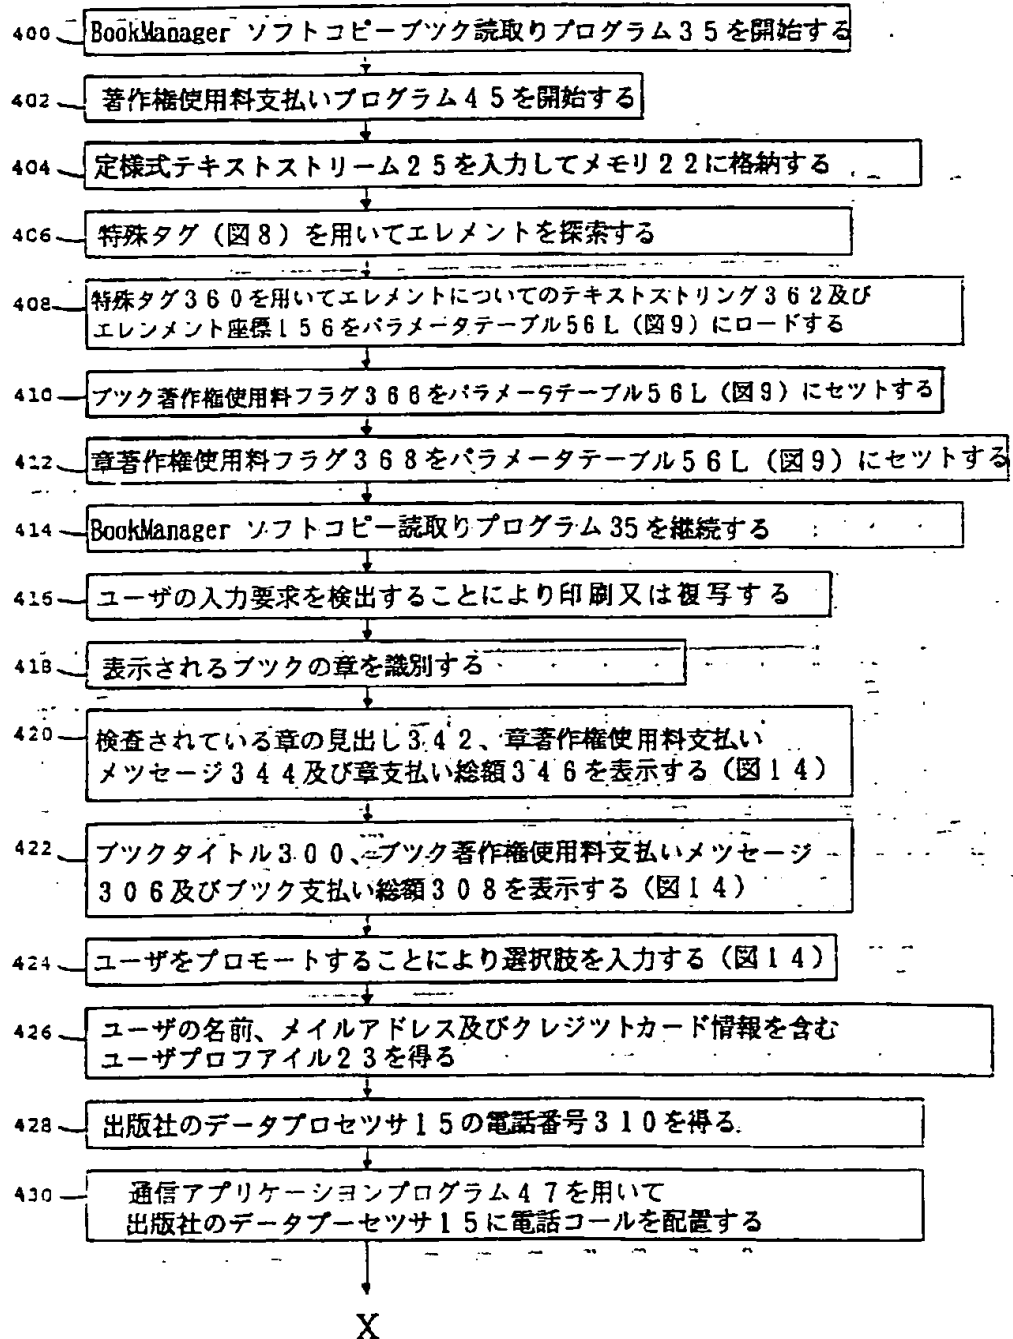 400 BookManager ソフトコピーブツク読取りプログラム35を開始する
402 著作権使用料支払いプログラム45を開始する
404 定様式テキストストリーム25を入力してメモリ22に格納する
406 特殊タグ(図8)を用いてエレメントを探索する
408 特殊タグ360を用いてエレメントについてのテキストストリング362及び
エレンメント座標156をパラメータテーブル56L(図9)にロードする
410 ブツク著作権使用料フラグ366をパラメータテーブル56L(図9)にセツトする
412 章著作権使用料フラグ368をパラメータテーブル56L(図9)にセツトする
414 BookManager ソフトコピー読取りプログラム35を継続する
416 ユーザの入力要求を検出することにより印刷又は複写する
418 表示されるブツクの章を識別する
420 検査されている章の見出し342、章著作権使用料支払い
メツセージ344及び章支払い総額346を表示する(図14)
422 ブツクタイトル300、ブツク著作権使用料支払いメツセージ
306及びブツク支払い総額308を表示する(図14)
424 ユーザをプロモートすることにより選択肢を入力する(図14)
426 ユーザの名前、メイルアドレス及びクレジツトカード情報を含む
ユーザプロフアイル23を得る
428 出版社のデータプロセツサ15の電話番号310を得る.
430 通信アプリケーシヨンプログラム47を用いて
出版社のデータプーセツサ15に電話コールを配置する
X